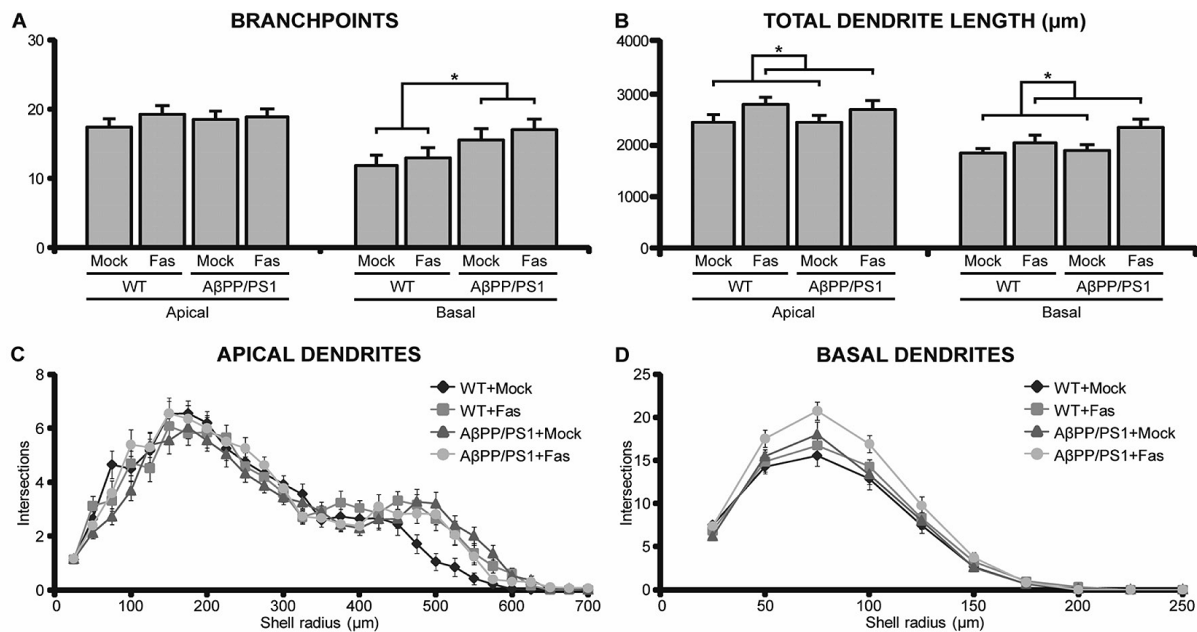 A BRANCHPOINTS
30
20
10
0
*
Mock Fas Mock Fas Mock Fas Mock Fas
WT AβPP/PS1 WT AβPP/PS1
Apical Basal
B TOTAL DENDRITE LENGTH (µm)
4000
3000
2000
1000
0
* *
Mock Fas Mock Fas Mock Fas Mock Fas
WT AβPP/PS1 WT AβPP/PS1
Apical Basal
C APICAL DENDRITES
Intersections
8
6
4
2
0
WT+Mock
WT+Fas
AβPP/PS1+Mock
AβPP/PS1+Fas
0 100 200 300 400 500 600 700
Shell radius (µm)
D BASAL DENDRITES
Intersections
25
20
15
10
5
0
WT+Mock
WT+Fas
AβPP/PS1+Mock
AβPP/PS1+Fas
0 50 100 150 200 250
Shell radius (µm)